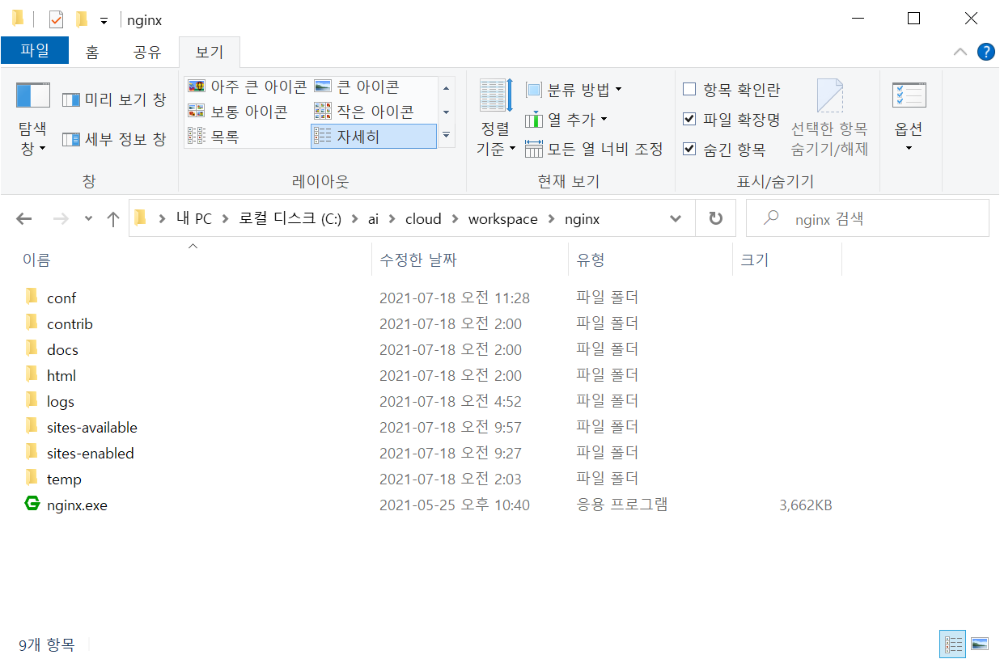 nginx
파일 홈 공유 보기
아주 큰 아이콘 큰 아이콘
보통 아이콘 작은 아이콘
목록 자세히
탐색 창
미리 보기 창
세부 정보 창
정렬 기준
분류 방법
열 추가
모든 열 너비 조정
항목 확인란
파일 확장명
숨긴 항목
선택한 항목
숨기기/해제
옵션
창 레이아웃 현재 보기 표시/숨기기
내 PC 로컬 디스크 (C:) ai cloud workspace nginx
nginx 검색
이름 수정한 날짜 유형 크기
conf 2021-07-18 오전 11:28 파일 폴더
contrib 2021-07-18 오전 2:00 파일 폴더
docs 2021-07-18 오전 2:00 파일 폴더
html 2021-07-18 오전 2:00 파일 폴더
logs 2021-07-18 오전 4:52 파일 폴더
sites-available 2021-07-18 오전 9:57 파일 폴더
sites-enabled 2021-07-18 오전 9:27 파일 폴더
temp 2021-07-18 오전 2:03 파일 폴더
nginx.exe 2021-05-25 오후 10:40 응용 프로그램 3,662KB
9개 항목